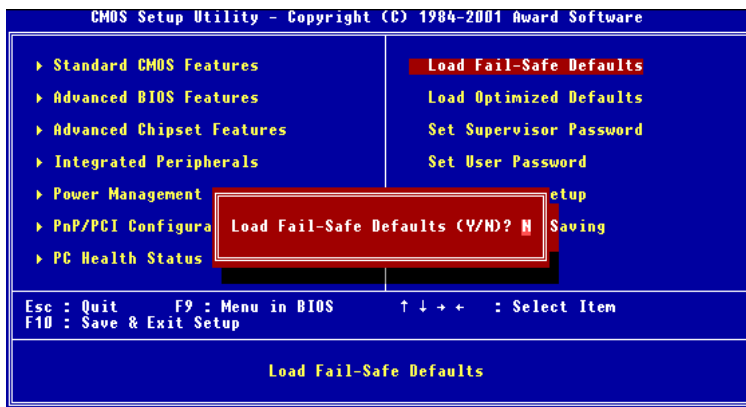 CMOS Setup Utility - Copyright (C) 1984-2001 Award Software
▸ Standard CMOS Features
▸ Advanced BIOS Features
▸ Advanced Chipset Features
▸ Integrated Peripherals
▸ Power Management
▸ PnP/PCI Configura
▸ PC Health Status
Load Fail-Safe Defaults
Load Optimized Defaults
Set Supervisor Password
Set User Password
etup
Saving
Load Fail-Safe Defaults (Y/N)? N
Esc : Quit F9 : Menu in BIOS ↑ ↓ → ← : Select Item
F10 : Save & Exit Setup
Load Fail-Safe Defaults